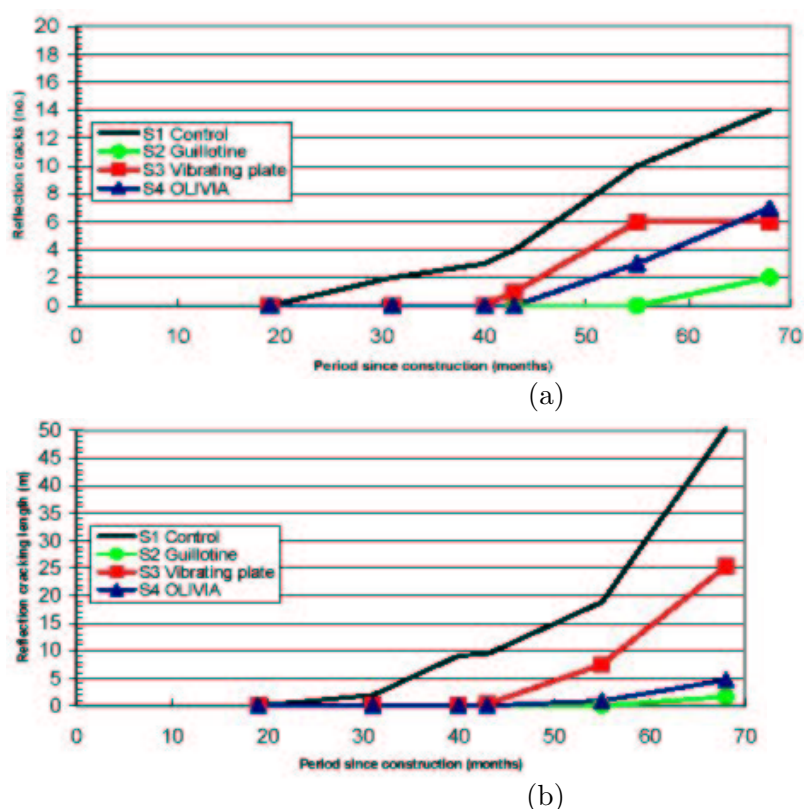 Reflection cracks (no.)
20
18
16
14
12
10
8
6
4
2
0
S1 Control
S2 Guillotine
S3 Vibrating plate
S4 OLIVIA
0 10 20 30 40 50 60 70
Period since construction (months)
(a)
Reflection cracking length (m)
50
45
40
35
30
25
20
15
10
5
0
S1 Control
S2 Guillotine
S3 Vibrating plate
S4 OLIVIA
0 10 20 30 40 50 60 70
Period since construction (months)
(b)